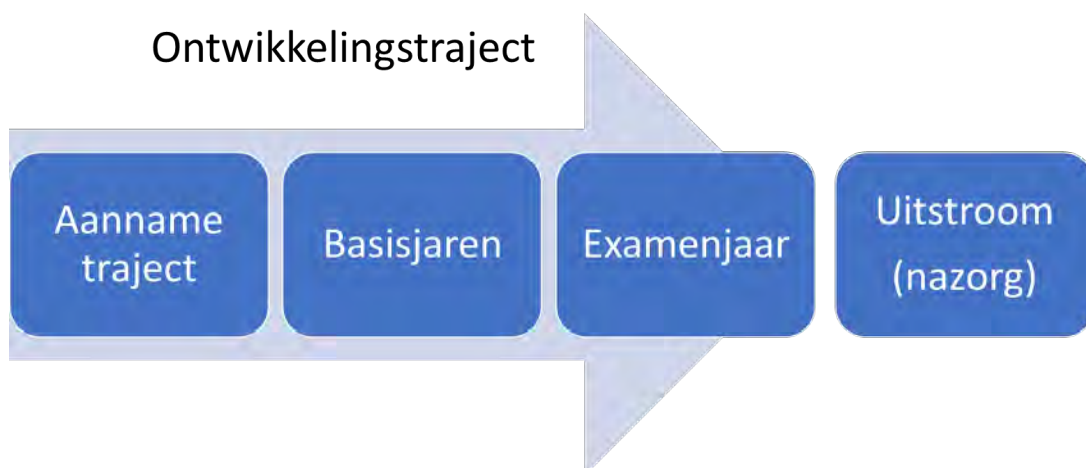 Ontwikkelingstraject
Aanname
traject
Basisjaren
Examenjaar
Uitstroom
(nazorg)